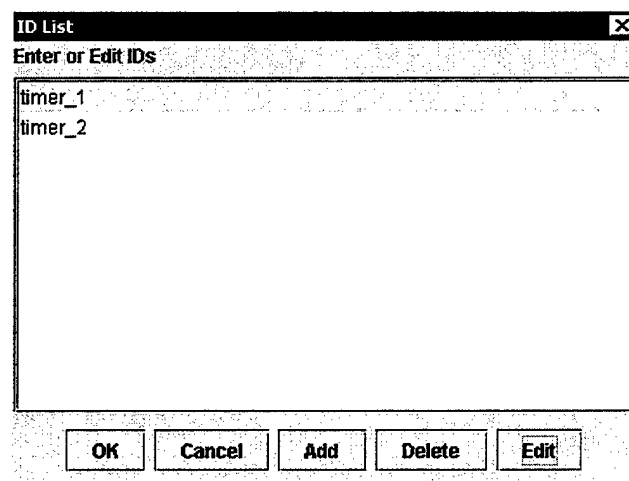 ID List
Enter or Edit IDs
timer_1
timer_2
OK Cancel Add Delete Edit